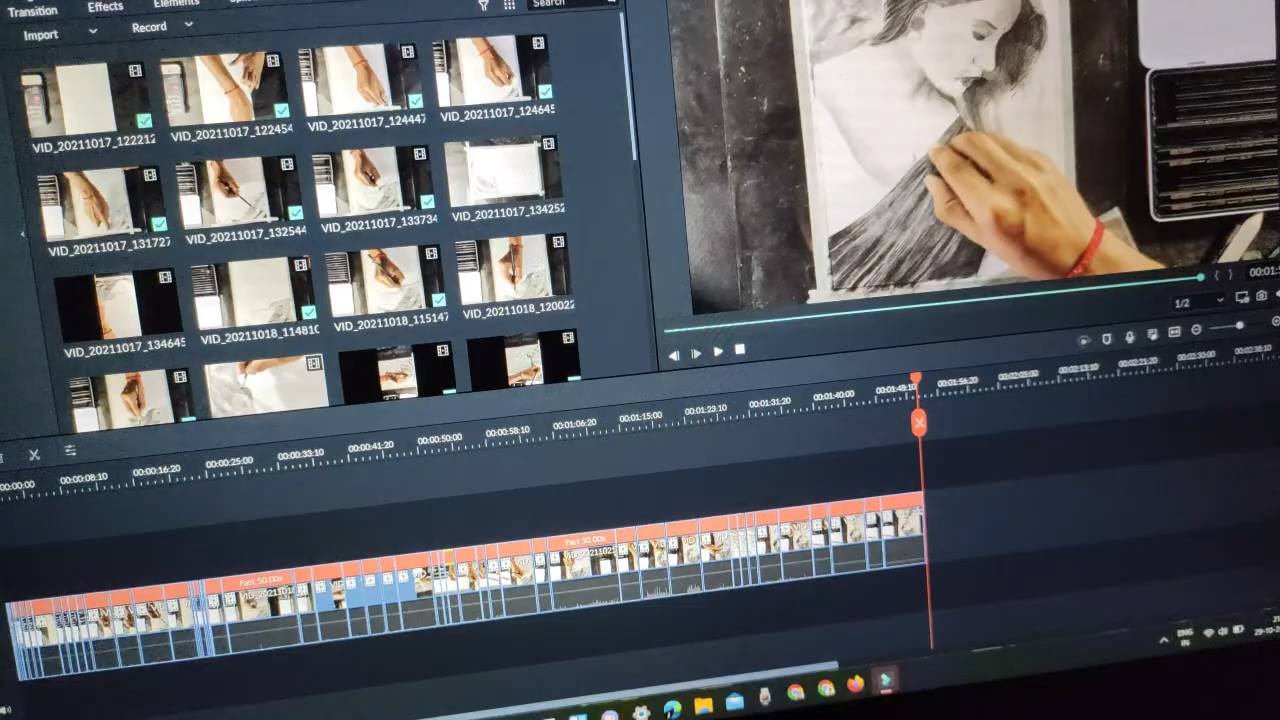 Transition
Effects
Elements
Import
Record
Search
VID_20211017_122212
VID_20211017_122454
VID_20211017_124447
VID_20211017_124645
VID_20211017_131727
VID_20211017_132544
VID_20211017_133734
VID_20211017_134252
VID_20211017_134645
VID_20211018_114810
VID_20211018_115147
VID_20211018_120022
1/2
00:00:08:10
00:00:16:20
00:00:25:00
00:00:33:10
00:00:41:20
00:00:50:00
00:00:58:10
00:01:06:20
00:01:15:00
00:01:23:10
00:01:31:20
00:01:40:00
00:01:48:10
00:01:56:20
00:02:05:00
00:02:13:10
00:02:21:20
00:02:30:00
00:02:38:10
Fast 50.00x
Fast 50.00x
ENG
IN